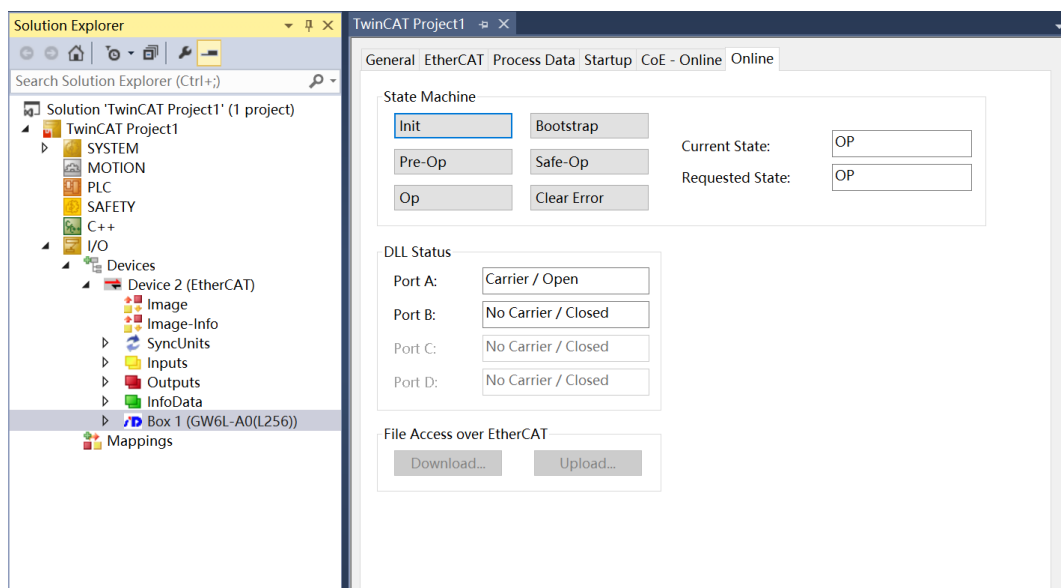 Solution Explorer
Search Solution Explorer (Ctrl+;)
Solution 'TwinCAT Project1' (1 project)
TwinCAT Project1
SYSTEM
MOTION
PLC
SAFETY
C++
I/O
Devices
Device 2 (EtherCAT)
Image
Image-Info
SyncUnits
Inputs
Outputs
InfoData
Box 1 (GW6L-A0(L256))
Mappings
TwinCAT Project1
General EtherCAT Process Data Startup CoE - Online Online
State Machine
Init Bootstrap
Pre-Op Safe-Op
Op Clear Error
Current State: OP
Requested State: OP
DLL Status
Port A: Carrier / Open
Port B: No Carrier / Closed
Port C: No Carrier / Closed
Port D: No Carrier / Closed
File Access over EtherCAT
Download... Upload...